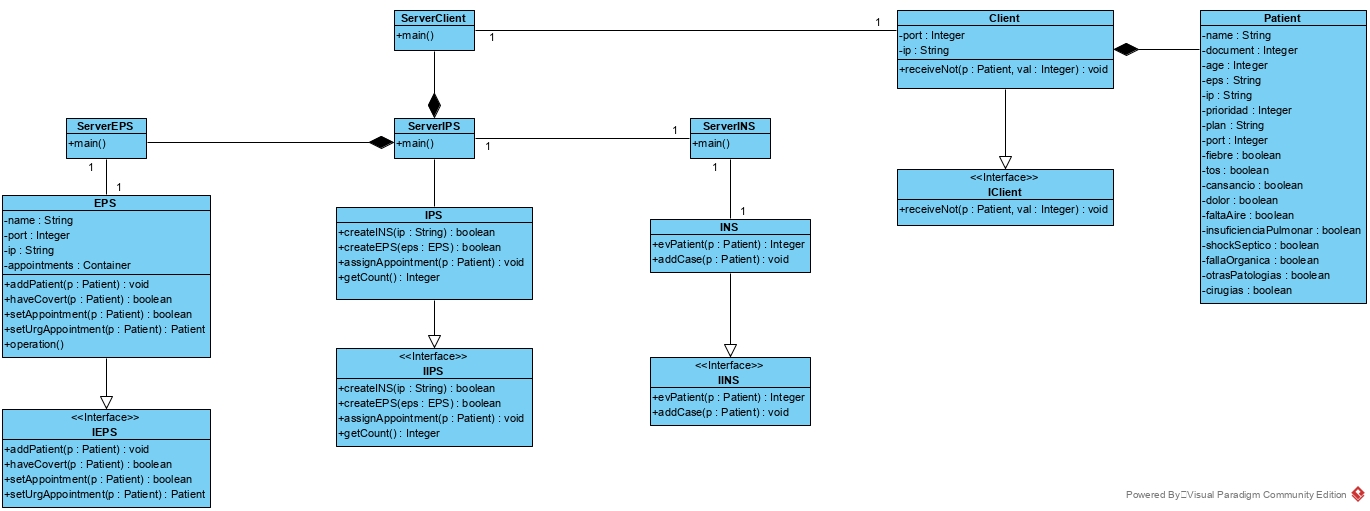 ServerClient
+main()
1
1
Client
-port : Integer
-ip : String
+receiveNot(p : Patient, val : Integer) : void
Patient
-name : String
-document : Integer
-age : Integer
-eps : String
-ip : String
-prioridad : Integer
-plan : String
-port : Integer
-fiebre : boolean
-tos : boolean
-cansancio : boolean
-dolor : boolean
-faltaAire : boolean
-insuficienciaPulmonar : boolean
-shockSeptico : boolean
-fallaOrganica : boolean
-otrasPatologias : boolean
-cirugias : boolean
ServerEPS
+main()
1
1
ServerIPS
+main()
1
1
ServerINS
+main()
1
1
<<Interface>>
IClient
+receiveNot(p : Patient, val : Integer) : void
EPS
-name : String
-port : Integer
-ip : String
-appointments : Container
+addPatient(p : Patient) : void
+haveCovert(p : Patient) : boolean
+setAppointment(p : Patient) : boolean
+setUrgAppointment(p : Patient) : Patient
+operation()
IPS
+createINS(ip : String) : boolean
+createEPS(eps : EPS) : boolean
+assignAppointment(p : Patient) : void
+getCount() : Integer
INS
+evPatient(p : Patient) : Integer
+addCase(p : Patient) : void
<<Interface>>
IIPS
+createINS(ip : String) : boolean
+createEPS(eps : EPS) : boolean
+assignAppointment(p : Patient) : void
+getCount() : Integer
<<Interface>>
IINS
+evPatient(p : Patient) : Integer
+addCase(p : Patient) : void
<<Interface>>
IEPS
+addPatient(p : Patient) : void
+haveCovert(p : Patient) : boolean
+setAppointment(p : Patient) : boolean
+setUrgAppointment(p : Patient) : Patient
Powered By Visual Paradigm Community Edition